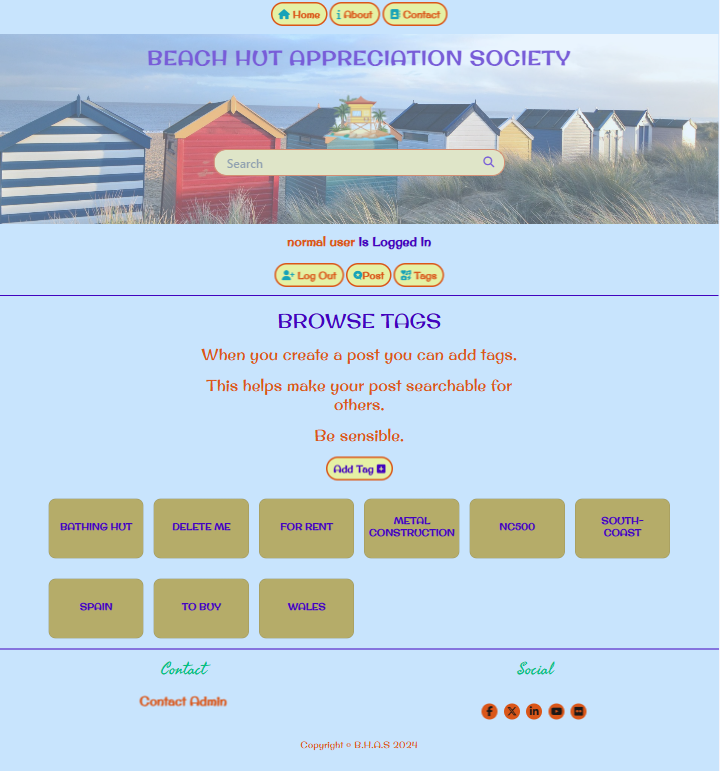 Home About Contact
BEACH HUT APPRECIATION SOCIETY
Search
normal user Is Logged In
Log Out Post Tags
BROWSE TAGS
When you create a post you can add tags.
This helps make your post searchable for
others.
Be sensible.
Add Tag
BATHING HUT
DELETE ME
FOR RENT
METAL
CONSTRUCTION
NC500
SOUTH-
COAST
SPAIN
TO BUY
WALES
Contact
Social
Contact Admin
Copyright © B.H.A.S 2024